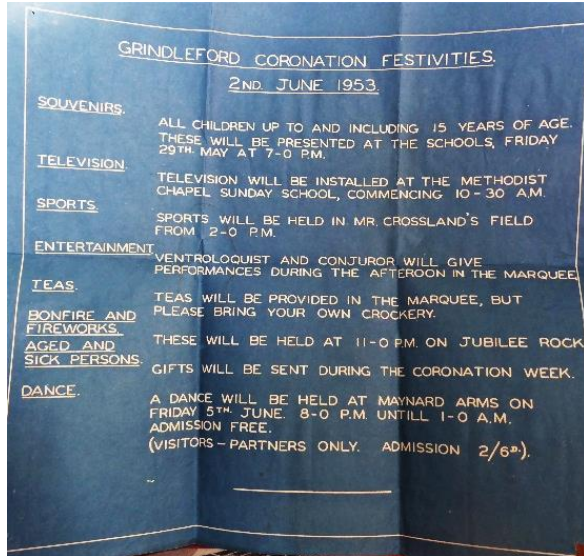 GRINDLEFORD CORONATION FESTIVITIES.
2ND. JUNE 1953.
SOUVENIRS.
ALL CHILDREN UP TO AND INCLUDING 15 YEARS OF AGE.
THESE WILL BE PRESENTED AT THE SCHOOLS, FRIDAY
29TH. MAY AT 7-0 P.M.
TELEVISION.
TELEVISION WILL BE INSTALLED AT THE METHODIST
CHAPEL SUNDAY SCHOOL, COMMENCING 10-30 A.M.
SPORTS.
SPORTS WILL BE HELD IN MR. CROSSLAND'S FIELD
FROM 2-0 P.M.
ENTERTAINMENT
VENTROLOQUIST AND CONJUROR WILL GIVE
PERFORMANCES DURING THE AFTEROON IN THE MARQUEE
TEAS.
TEAS WILL BE PROVIDED IN THE MARQUEE, BUT
PLEASE BRING YOUR OWN CROCKERY.
BONFIRE AND
FIREWORKS.
THESE WILL BE HELD AT 11-0 P.M. ON JUBILEE ROCK
AGED AND
SICK PERSONS.
GIFTS WILL BE SENT DURING THE CORONATION WEEK.
DANCE.
A DANCE WILL BE HELD AT MAYNARD ARMS ON
FRIDAY 5TH. JUNE. 8-0 P.M. UNTILL 1-0 A.M.
ADMISSION FREE.
(VISITORS - PARTNERS ONLY. ADMISSION 2/6D.).